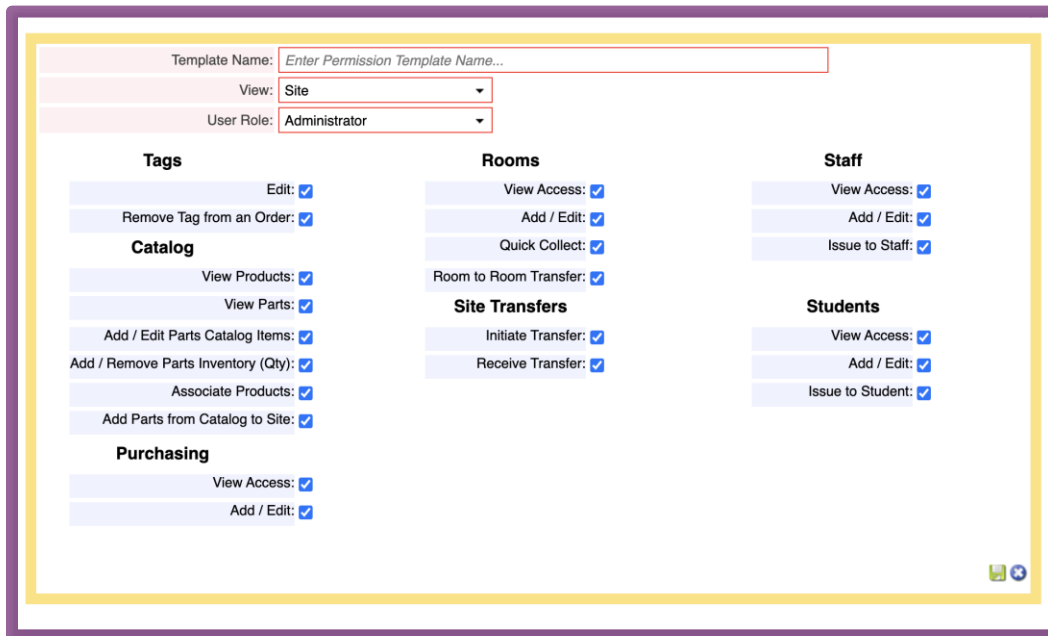 Template Name: Enter Permission Template Name...
View: Site
User Role: Administrator
Tags
Edit:
Remove Tag from an Order:
Catalog
View Products:
View Parts:
Add / Edit Parts Catalog Items:
Add / Remove Parts Inventory (Qty):
Associate Products:
Add Parts from Catalog to Site:
Purchasing
View Access:
Add / Edit:
Rooms
View Access:
Add / Edit:
Quick Collect:
Room to Room Transfer:
Site Transfers
Initiate Transfer:
Receive Transfer:
Staff
View Access:
Add / Edit:
Issue to Staff:
Students
View Access:
Add / Edit:
Issue to Student: